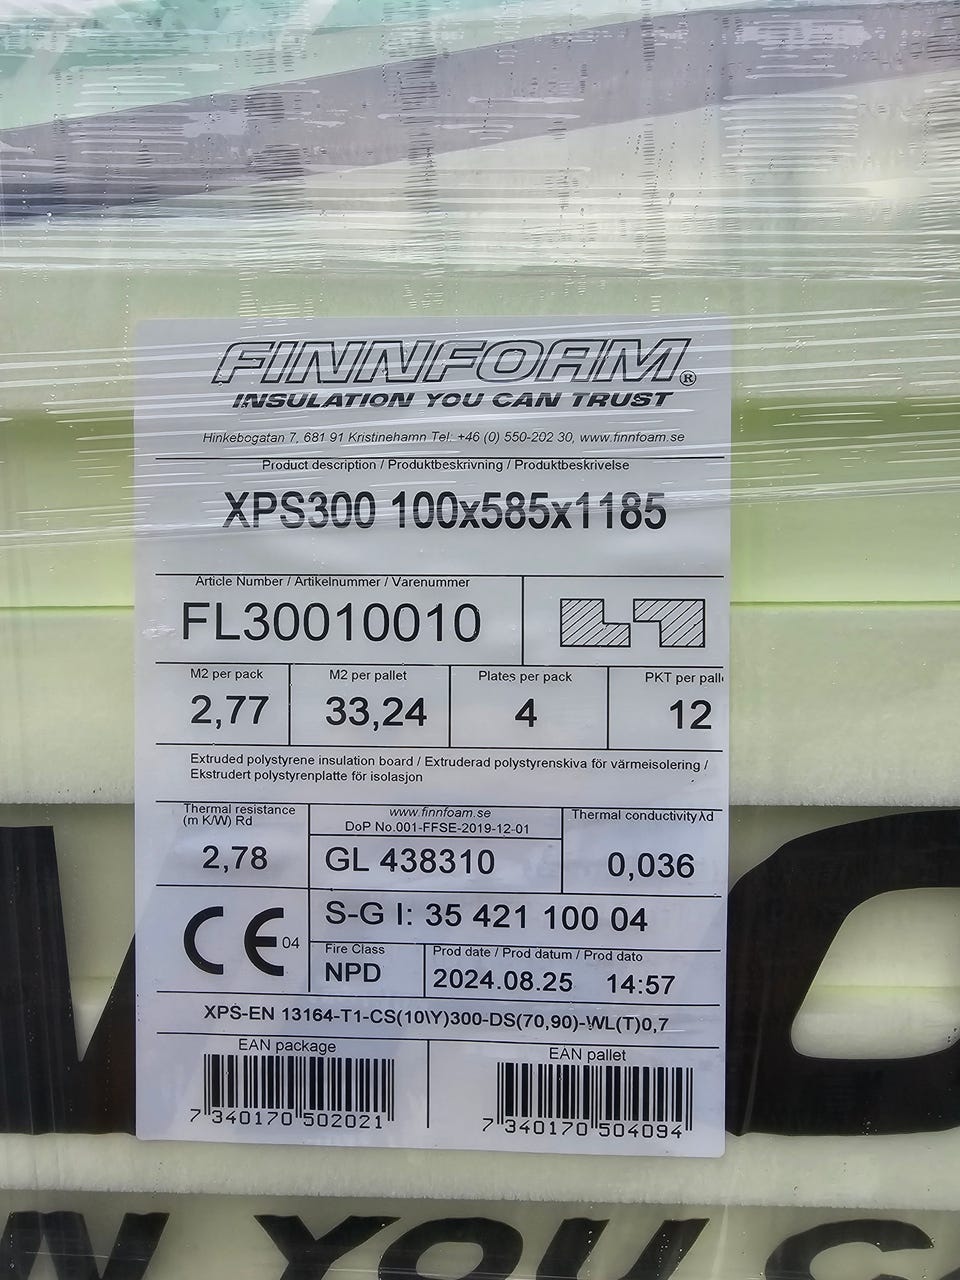 FINNFOAM®
INSULATION YOU CAN TRUST
Hinkebogatan 7, 681 91 Kristinehamn Tel: +46 (0) 550-202 30, www.finnfoam.se
Product description / Produktbeskrivning / Produktbeskrivelse
XPS300 100x585x1185
Article Number / Artikelnummer / Varenummer
FL30010010
M2 per pack M2 per pallet Plates per pack PKT per palle
2,77 33,24 4 12
Extruded polystyrene insulation board / Extruderad polystyrenskiva för värmeisolering /
Ekstrudert polystyrenplatte för isolasjon
Thermal resistance
(m K/W) Rd
2,78
www.finnfoam.se
DoP No.001-FFSE-2019-12-01
GL 438310
Thermal conductivity λd
0,036
CE 04
S-G I: 35 421 100 04
Fire Class
NPD
Prod date / Prod datum / Prod dato
2024.08.25 14:57
XPS-EN 13164-T1-CS(10\Y)300-DS(70,90)-WL(T)0,7
EAN package EAN pallet
7 340170 502021 7 340170 504094
N YOU C